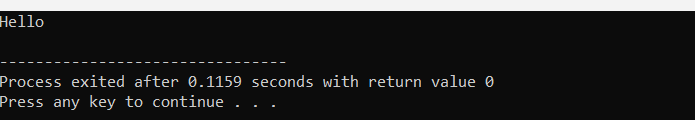 Hello
--------------------------------
Process exited after 0.1159 seconds with return value 0
Press any key to continue . . .